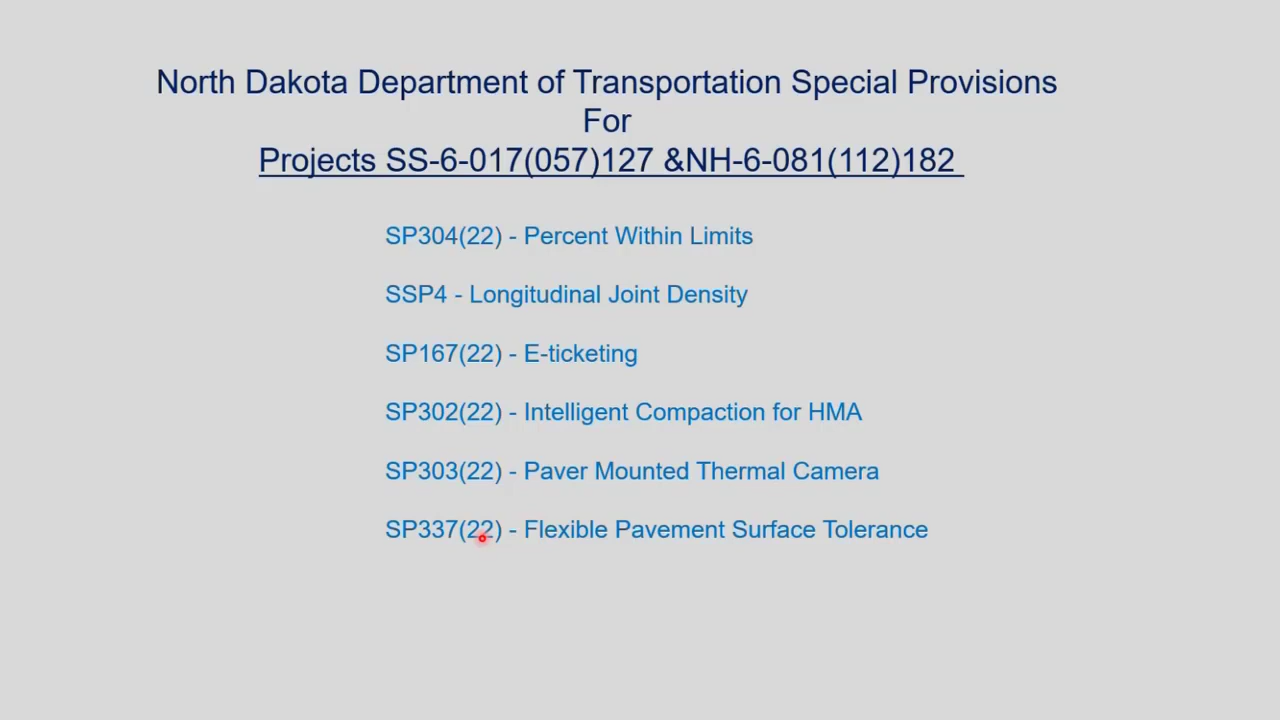 North Dakota Department of Transportation Special Provisions
For
Projects SS-6-017(057)127 &NH-6-081(112)182
SP304(22) - Percent Within Limits
SSP4 - Longitudinal Joint Density
SP167(22) - E-ticketing
SP302(22) - Intelligent Compaction for HMA
SP303(22) - Paver Mounted Thermal Camera
SP337(22) - Flexible Pavement Surface Tolerance